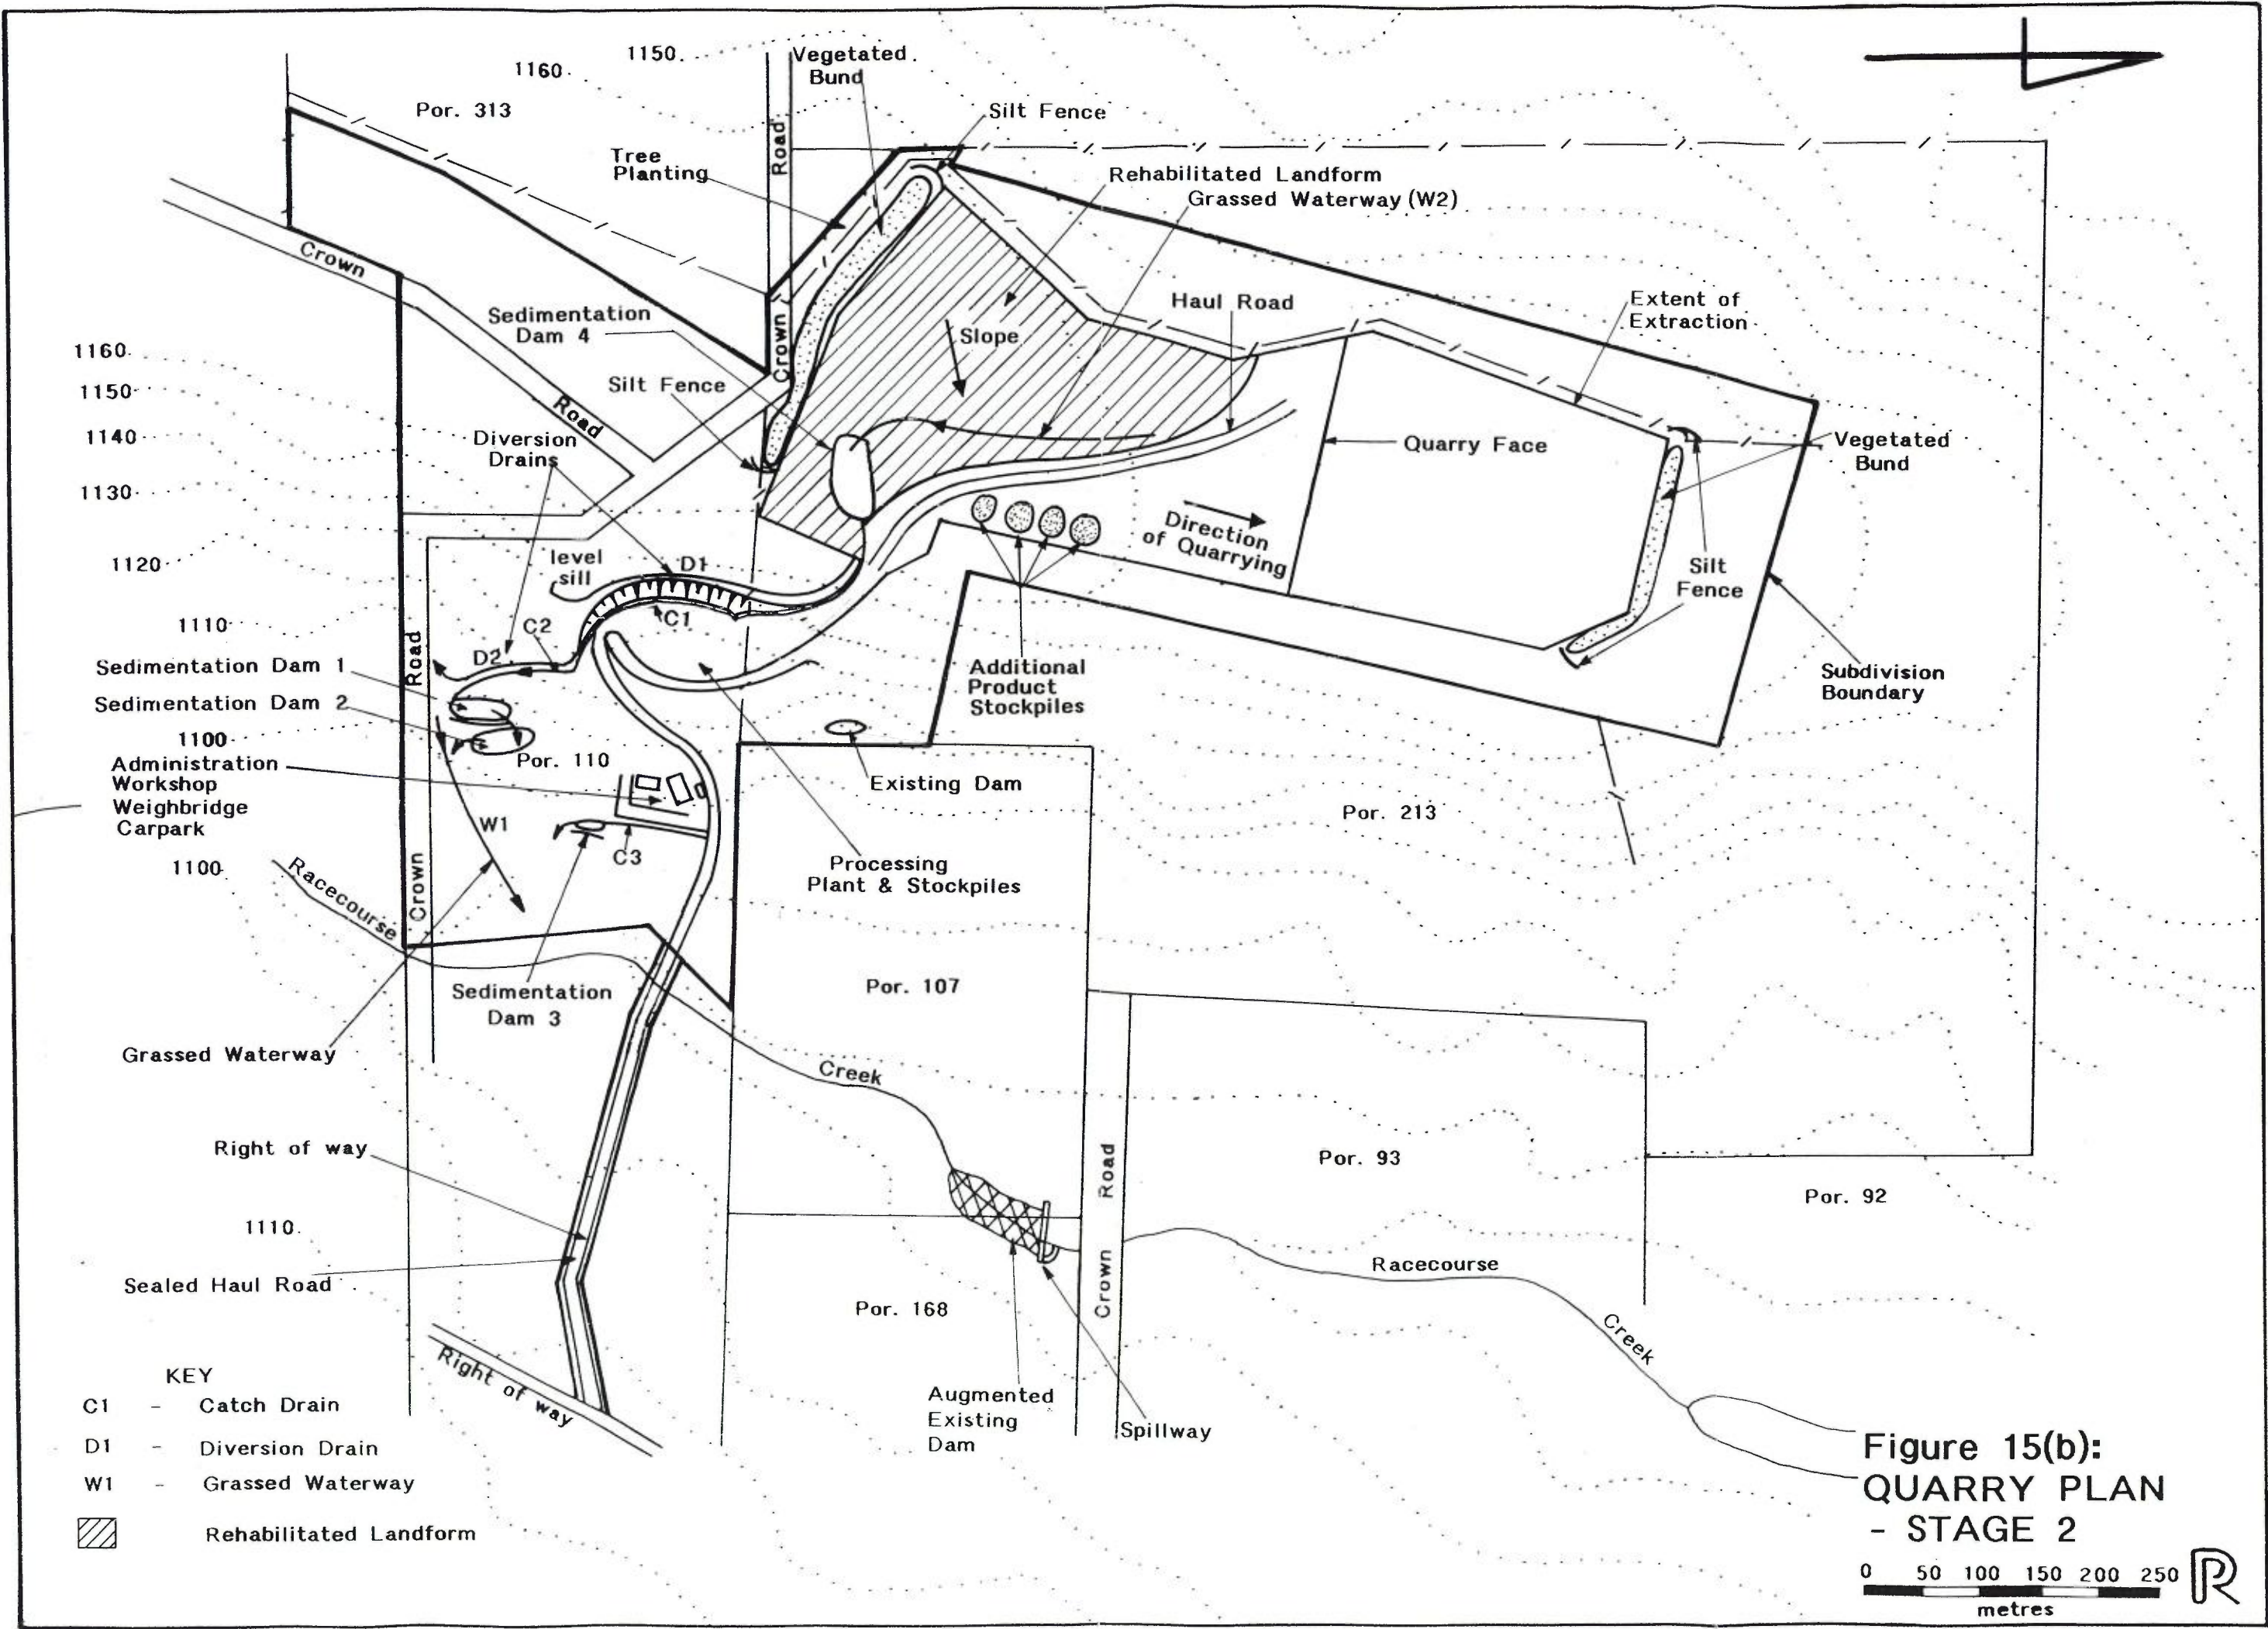 1150
Vegetated
Bund
1160
Por. 313
Silt Fence
Road
Tree
Planting
Rehabilitated Landform
Grassed Waterway (W2)
Crown
Haul Road
Extent of
Extraction
Sedimentation
Dam 4
Crown
Slope
1160
Silt Fence
1150
Road
Diversion
Drains
1140
Quarry Face
Vegetated
Bund
1130
Direction
of Quarrying
level
sill
D1
1120
Silt
Fence
C1
C2
1110
D2
Road
Sedimentation Dam 1
Additional
Product
Stockpiles
Subdivision
Boundary
Sedimentation Dam 2
1100
Por. 110
Administration
Workshop
Weighbridge
Carpark
Existing Dam
Por. 213
W1
C3
1100
Racecourse
Crown
Processing
Plant & Stockpiles
Sedimentation
Dam 3
Por. 107
Grassed Waterway
Creek
Right of way
Road
Por. 93
Por. 92
1110
Sealed Haul Road
Crown
Racecourse
Por. 168
Creek
Right of way
Augmented
Existing
Dam
Spillway
KEY
C1 - Catch Drain
D1 - Diversion Drain
W1 - Grassed Waterway
Rehabilitated Landform
Figure 15(b):
QUARRY PLAN
- STAGE 2
0 50 100 150 200 250
metres
R